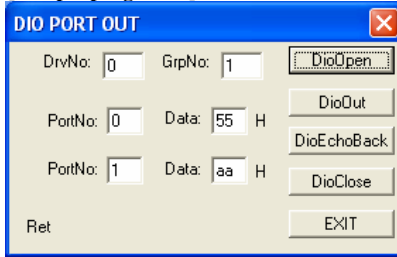 DIO PORT OUT
DrvNo: 0 GrpNo: 1 DioOpen
DioOut
PortNo: 0 Data: 55 H
DioEchoBack
PortNo: 1 Data: aa H
DioClose
Ret EXIT